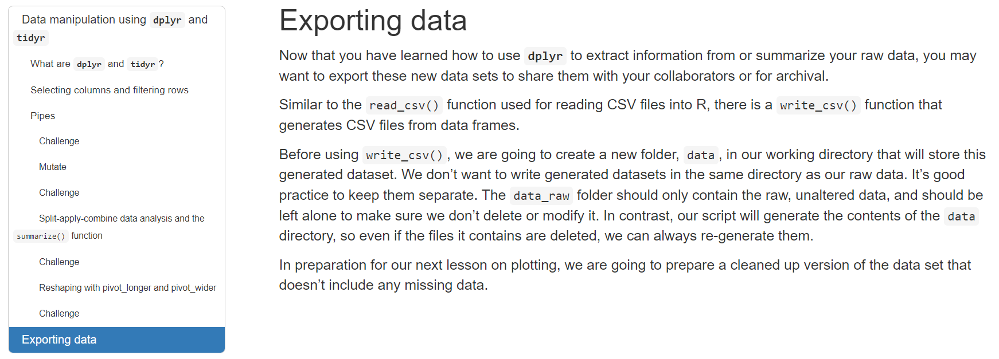 Data manipulation using dplyr and
tidyr
What are dplyr and tidyr?
Selecting columns and filtering rows
Pipes
Challenge
Mutate
Challenge
Split-apply-combine data analysis and the
summarize() function
Challenge
Reshaping with pivot_longer and pivot_wider
Challenge
Exporting data
Exporting data
Now that you have learned how to use dplyr to extract information from or summarize your raw data, you may
want to export these new data sets to share them with your collaborators or for archival.
Similar to the read_csv() function used for reading CSV files into R, there is a write_csv() function that
generates CSV files from data frames.
Before using write_csv(), we are going to create a new folder, data, in our working directory that will store this
generated dataset. We don’t want to write generated datasets in the same directory as our raw data. It’s good
practice to keep them separate. The data_raw folder should only contain the raw, unaltered data, and should be
left alone to make sure we don’t delete or modify it. In contrast, our script will generate the contents of the data
directory, so even if the files it contains are deleted, we can always re-generate them.
In preparation for our next lesson on plotting, we are going to prepare a cleaned up version of the data set that
doesn’t include any missing data.